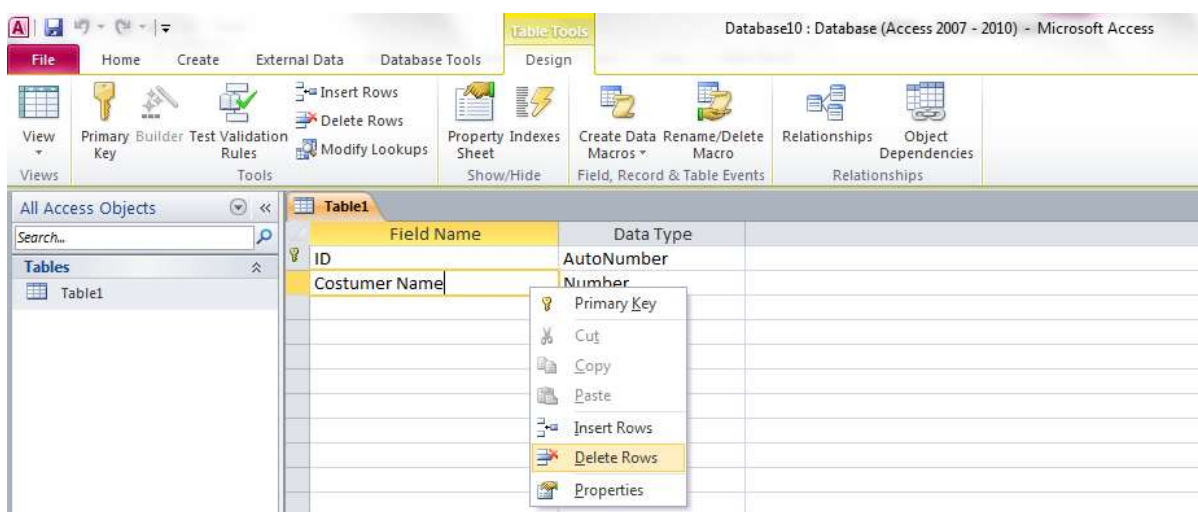 A
Table Tools
Database10 : Database (Access 2007 - 2010) - Microsoft Access
File Home Create External Data Database Tools Design
View
Views
Primary Key
Builder
Test Validation Rules
Insert Rows
Delete Rows
Modify Lookups
Tools
Property Sheet
Indexes
Show/Hide
Create Data Macros
Rename/Delete Macro
Field, Record & Table Events
Relationships
Object Dependencies
Relationships
All Access Objects
Search...
Tables
Table1
Table1
Field Name Data Type
ID AutoNumber
Costumer Name Number
Primary Key
Cut
Copy
Paste
Insert Rows
Delete Rows
Properties